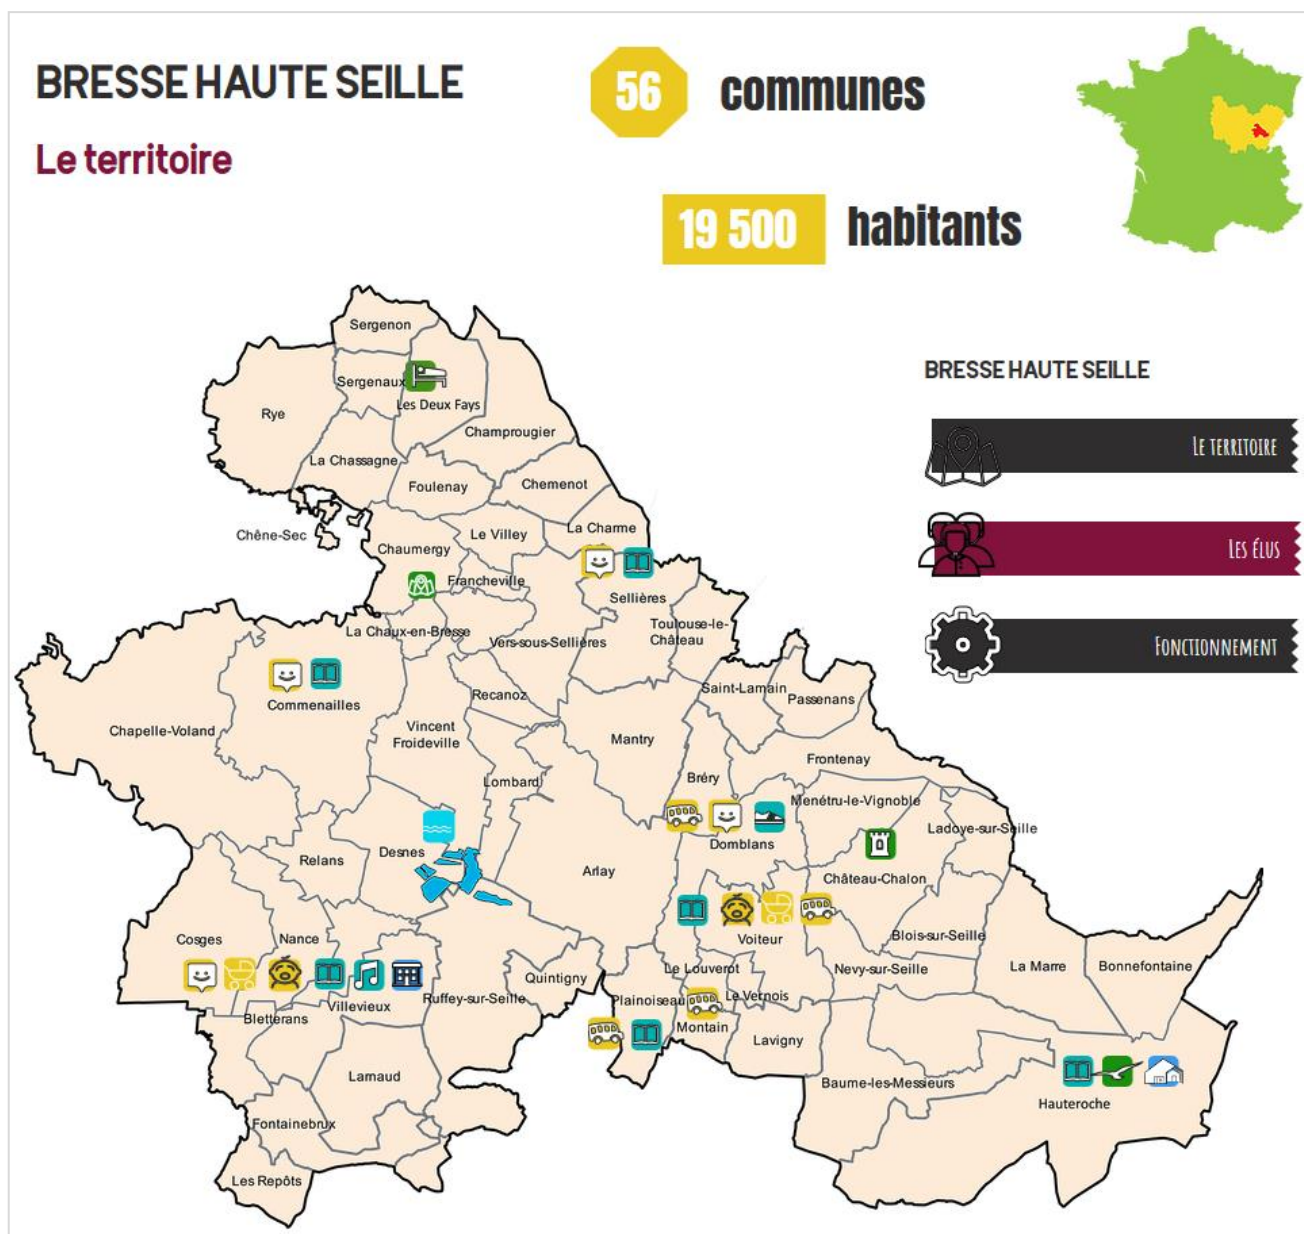 BRESSE HAUTE SEILLE
56 communes
Le territoire
19 500 habitants
BRESSE HAUTE SEILLE
LE TERRITOIRE
LES ÉLUS
FONCTIONNEMENT
Sergenon
Sergenaux
Les Deux Fays
Rye
Champrougier
La Chassagne
Foulenay
Chemenot
Chêne-Sec
Le Villey
La Charme
Chaumergy
Francheville
Sellières
La Chaux-en-Bresse
Vers-sous-Sellières
Toulouse-le-
Château
Recanoz
Saint-Lamain
Passenans
Commenailles
Chapelle-Voland
Vincent
Froideville
Mantry
Frontenay
Lombard
Bréry
Menétru-le-Vignoble
Ladoye-sur-Seille
Domblans
Desnes
Relans
Arlay
Château-Chalon
Cosges
Nance
Voiteur
Blois-sur-Seille
Le Louverot
Nevy-sur-Seille
La Marre
Bonnefontaine
Quintigny
Ruffey-sur-Seille
Plainoiseau
Le Vernois
Villevieux
Bletterans
Montain
Lavigny
Larnaud
Baume-les-Messieurs
Hauteroche
Fontainebrux
Les Repôts